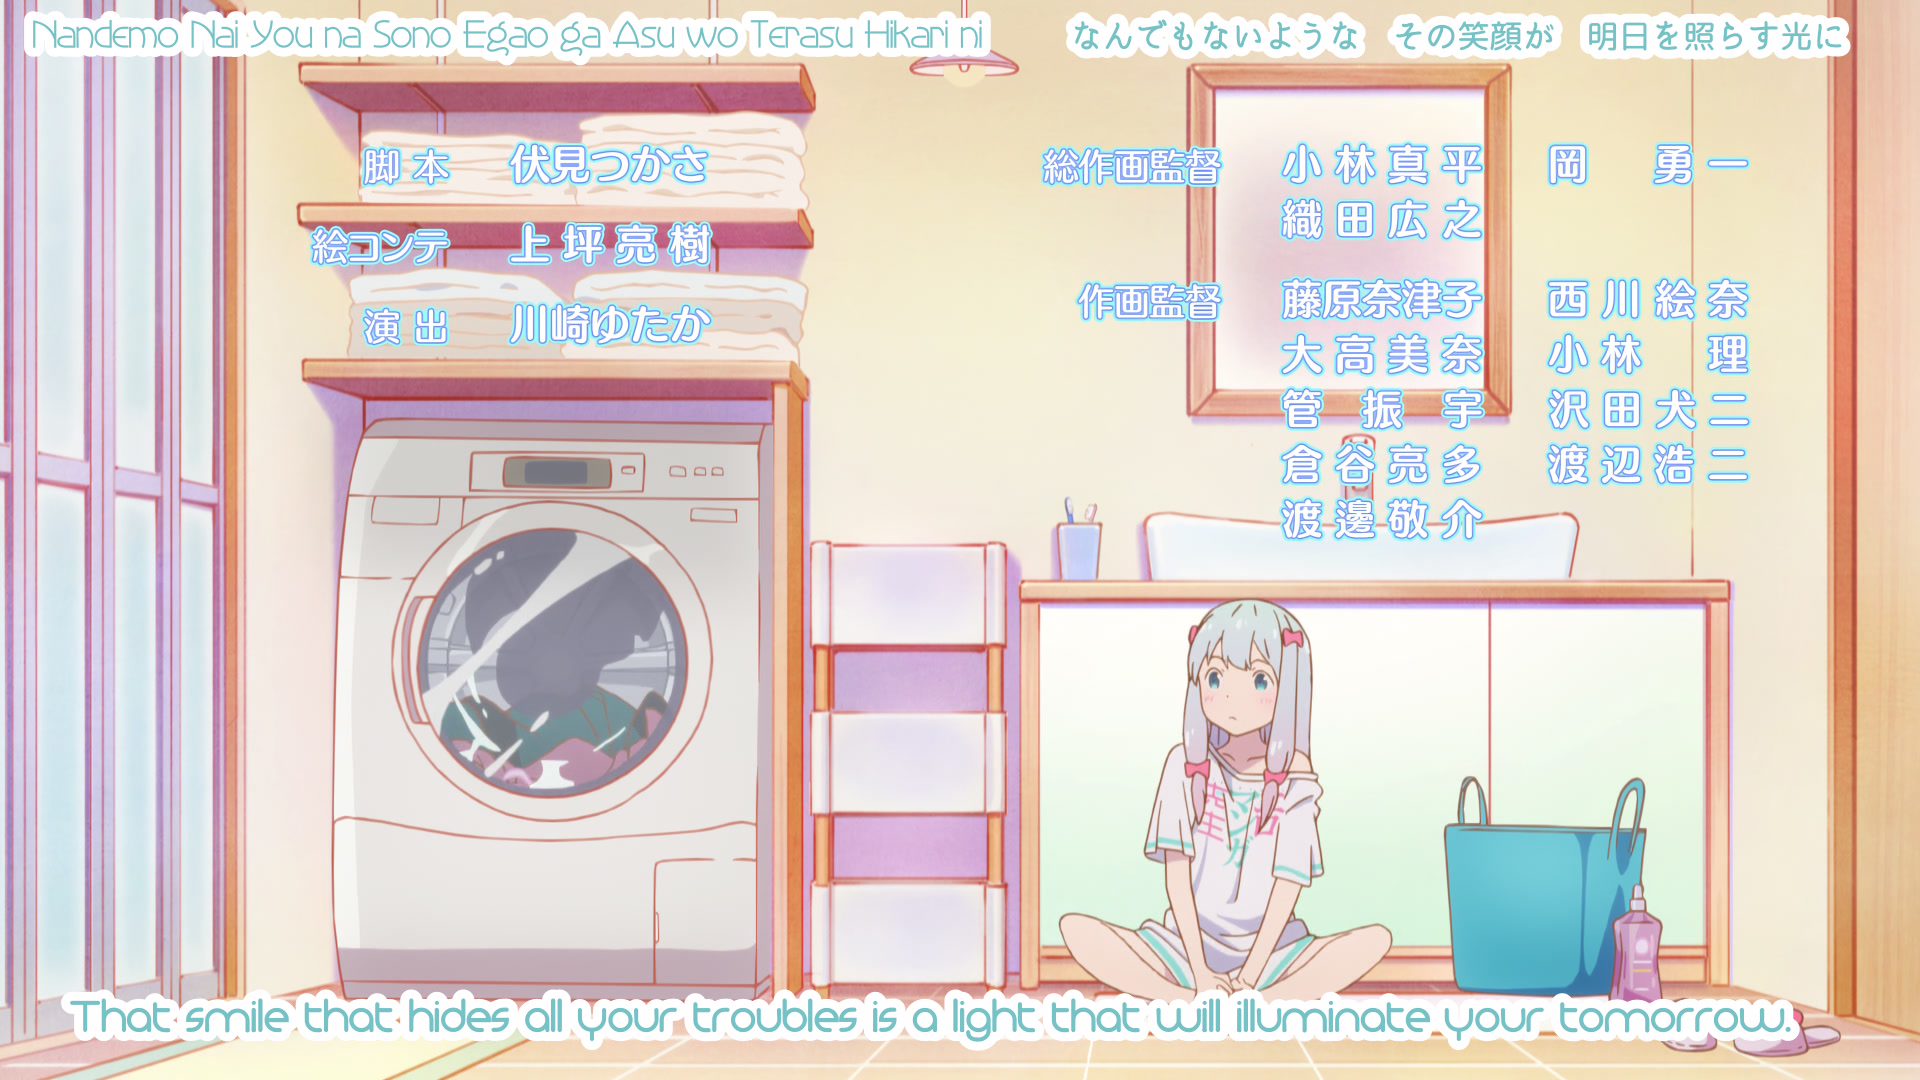 Nandemo Nai You na Sono Egao ga Asu wo Terasu Hikari ni
なんでもないような　その笑顔が　明日を照らす光に
脚本　伏見つかさ
絵コンテ　上坪亮樹
演出　川崎ゆたか
総作画監督　小林真平　岡勇一
織田広之
作画監督　藤原奈津子　西川絵奈
大高美奈　小林理
管振宇　沢田犬二
倉谷亮多　渡辺浩二
渡邊敬介
That smile that hides all your troubles is a light that will illuminate your tomorrow.